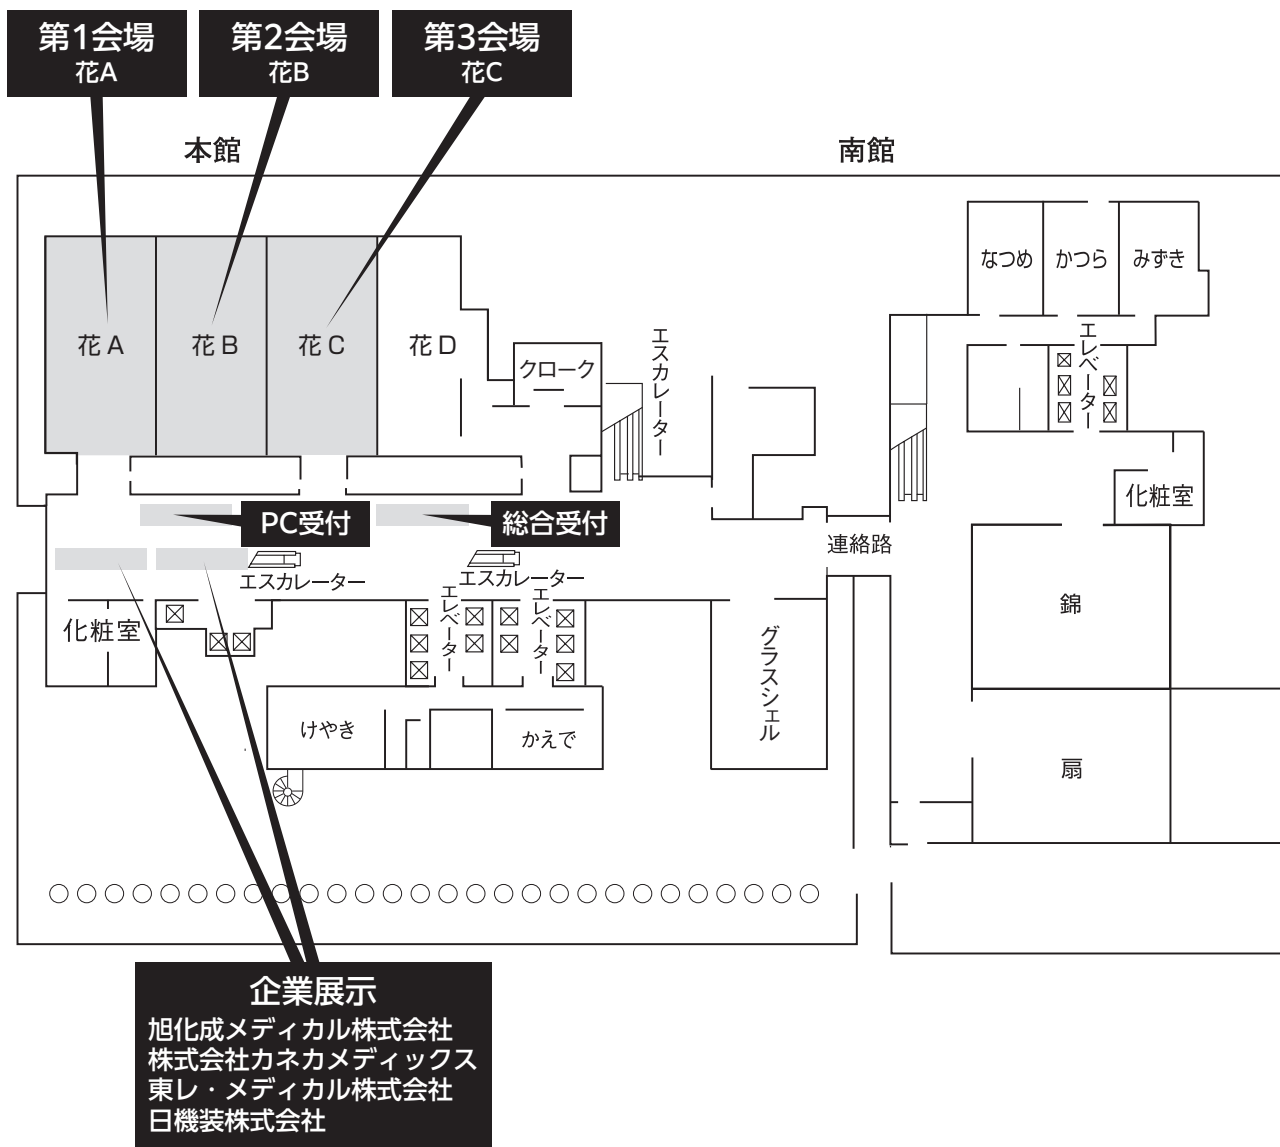 第1会場
花A
第2会場
花B
第3会場
花C
本館
南館
なつめ
かつら
みずき
花 A
花 B
花 C
花 D
クローク
エスカレーター
エレベーター
化粧室
PC受付
総合受付
連絡路
エスカレーター
エスカレーター
化粧室
エレベーター
エレベーター
錦
グラスシェル
けやき
かえで
扇
企業展示
旭化成メディカル株式会社
株式会社カネカメディックス
東レ・メディカル株式会社
日機装株式会社